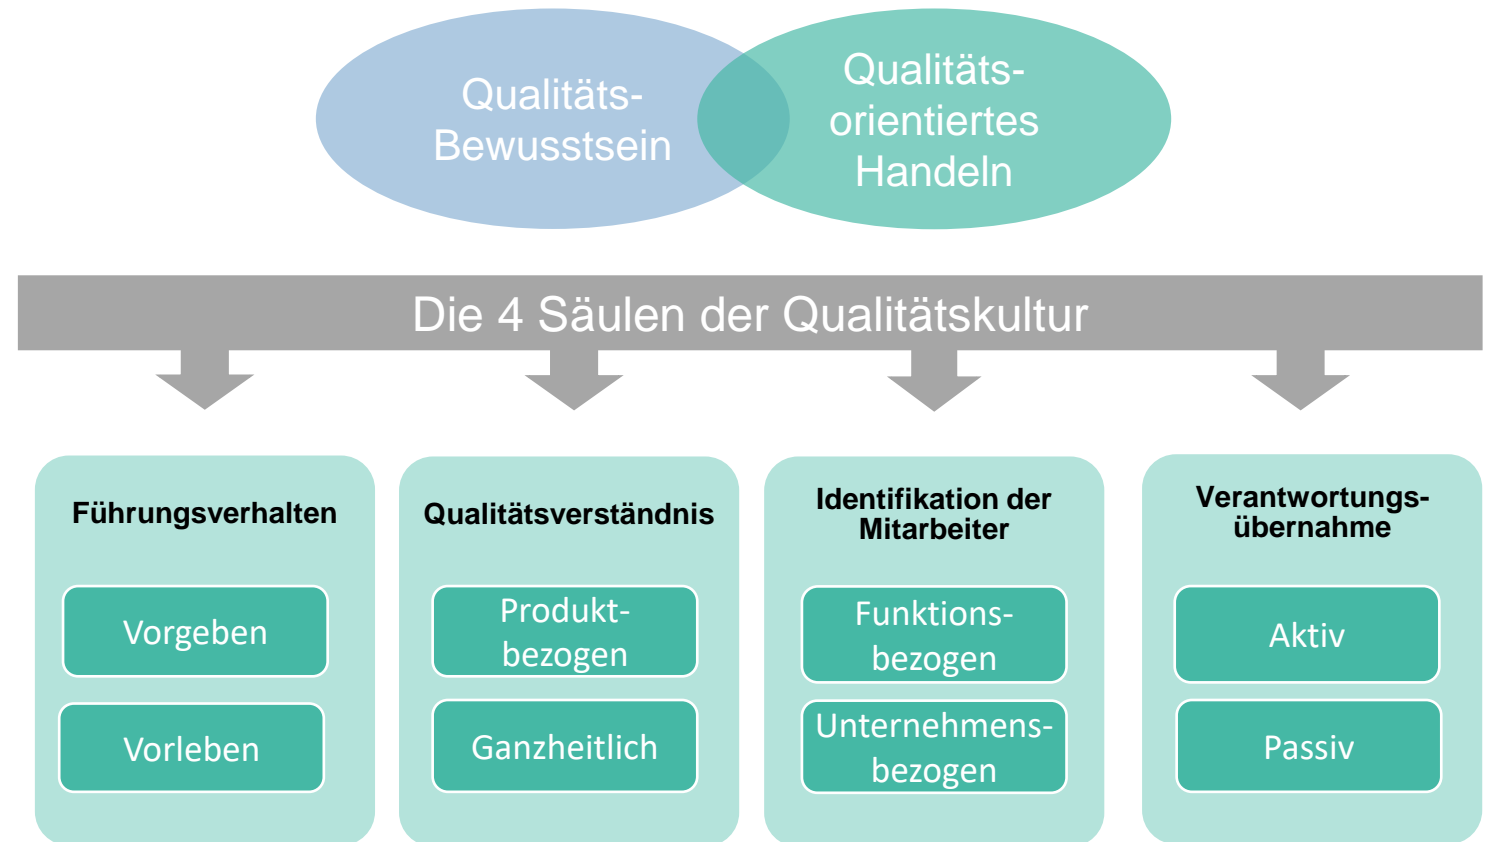 Qualitäts-
Bewusstsein
Qualitäts-
orientiertes
Handeln
Die 4 Säulen der Qualitätskultur
Führungsverhalten
Vorgeben
Vorleben
Qualitätsverständnis
Produkt-
bezogen
Ganzheitlich
Identifikation der
Mitarbeiter
Funktions-
bezogen
Unternehmens-
bezogen
Verantwortungs-
übernahme
Aktiv
Passiv